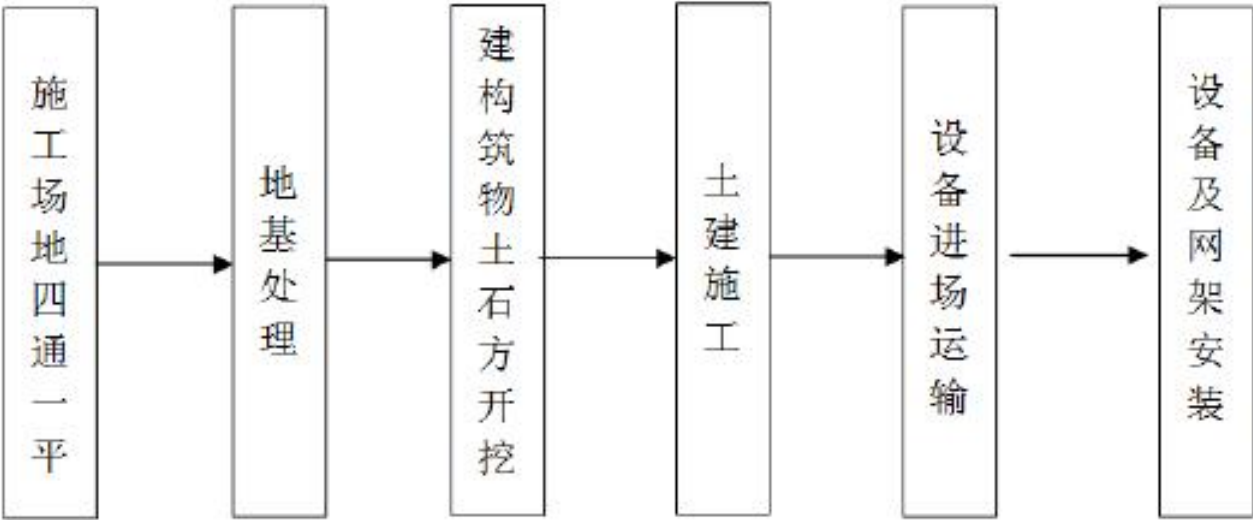 施工场地四通一平
地基处理
建构筑物土石方开挖
土建施工
设备进场运输
设备及网架安装